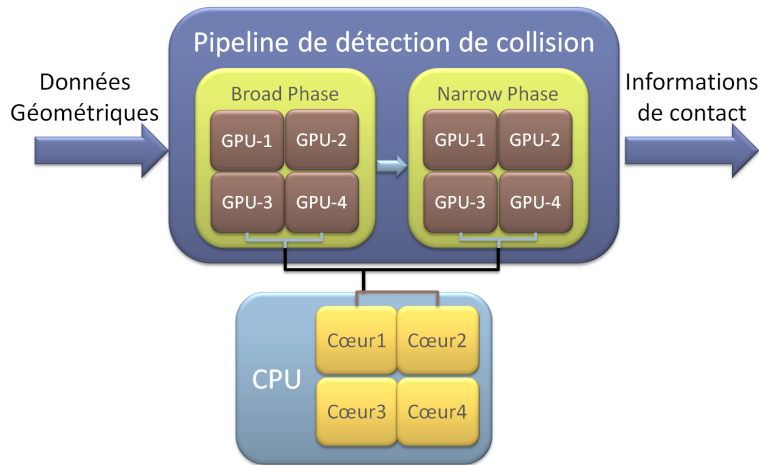 Pipeline de détection de collision
Données
Géométriques
Informations
de contact
Broad Phase
GPU-1
GPU-2
GPU-3
GPU-4
Narrow Phase
GPU-1
GPU-2
GPU-3
GPU-4
CPU
Cœur1
Cœur2
Cœur3
Cœur4